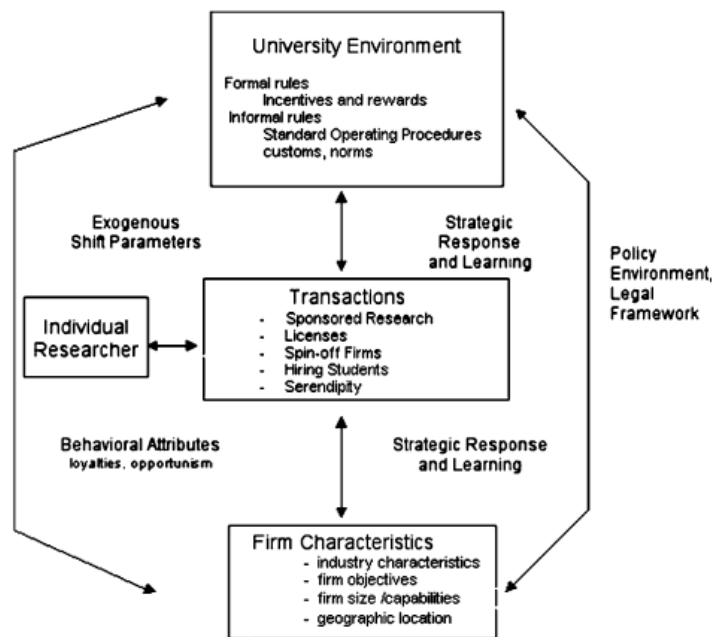 University Environment
Formal rules
Incentives and rewards
Informal rules
Standard Operating Procedures
customs, norms
Exogenous
Shift Parameters
Strategic
Response
and Learning
Policy
Environment,
Legal
Framework
Individual
Researcher
Transactions
- Sponsored Research
- Licenses
- Spin-off Firms
- Hiring Students
- Serendipity
Behavioral Attributes
loyalties, opportunism
Strategic Response
and Learning
Firm Characteristics
- industry characteristics
- firm objectives
- firm size /capabilities
- geographic location